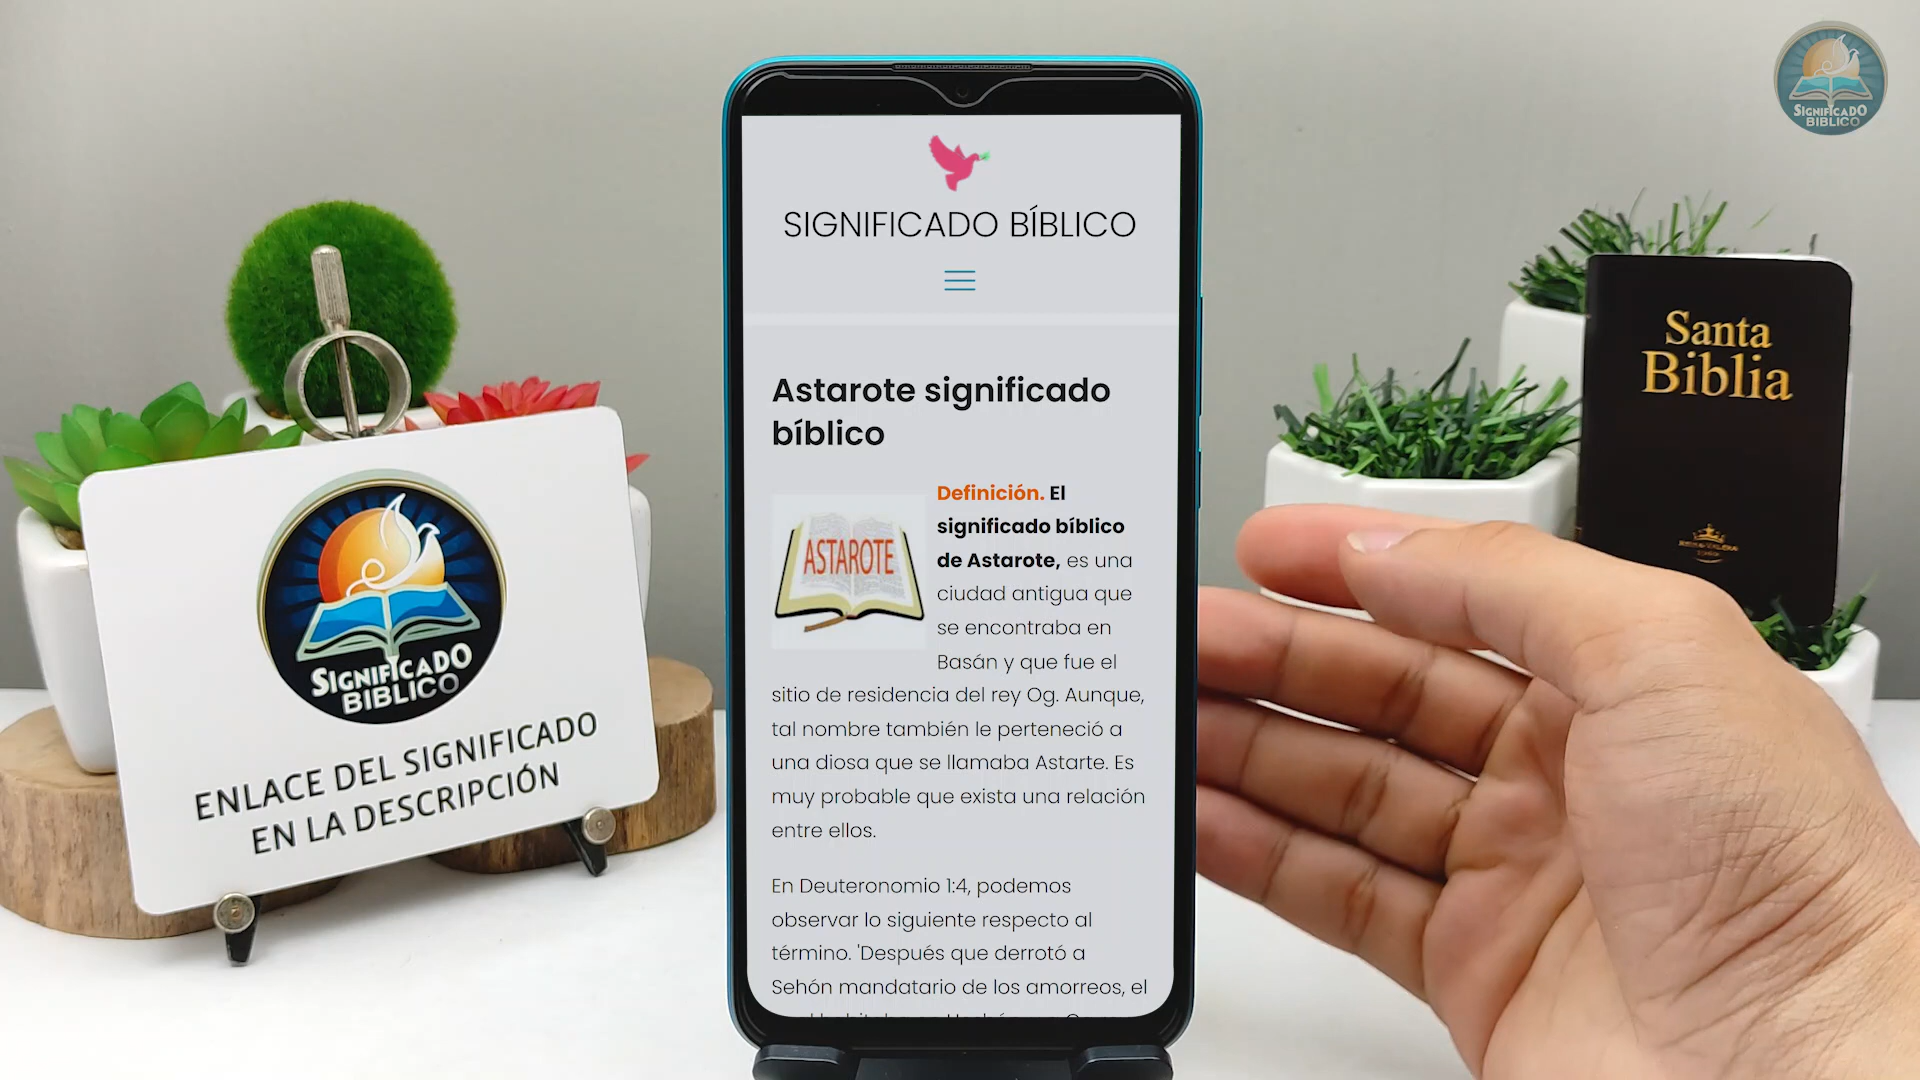 SIGNIFICADO
BIBLICO
SIGNIFICADO BÍBLICO
Astarote significado
bíblico
Definición. El
significado bíblico
de Astarote, es una
ciudad antigua que
se encontraba en
Basán y que fue el
sitio de residencia del rey Og. Aunque,
tal nombre también le perteneció a
una diosa que se llamaba Astarte. Es
muy probable que exista una relación
entre ellos.
ASTAROTE
En Deuteronomio 1:4, podemos
observar lo siguiente respecto al
término. 'Después que derrotó a
Sehón mandatario de los amorreos, el
SIGNIFICADO
BIBLICO
ENLACE DEL SIGNIFICADO
EN LA DESCRIPCIÓN
Santa
Biblia
REINA-VALERA